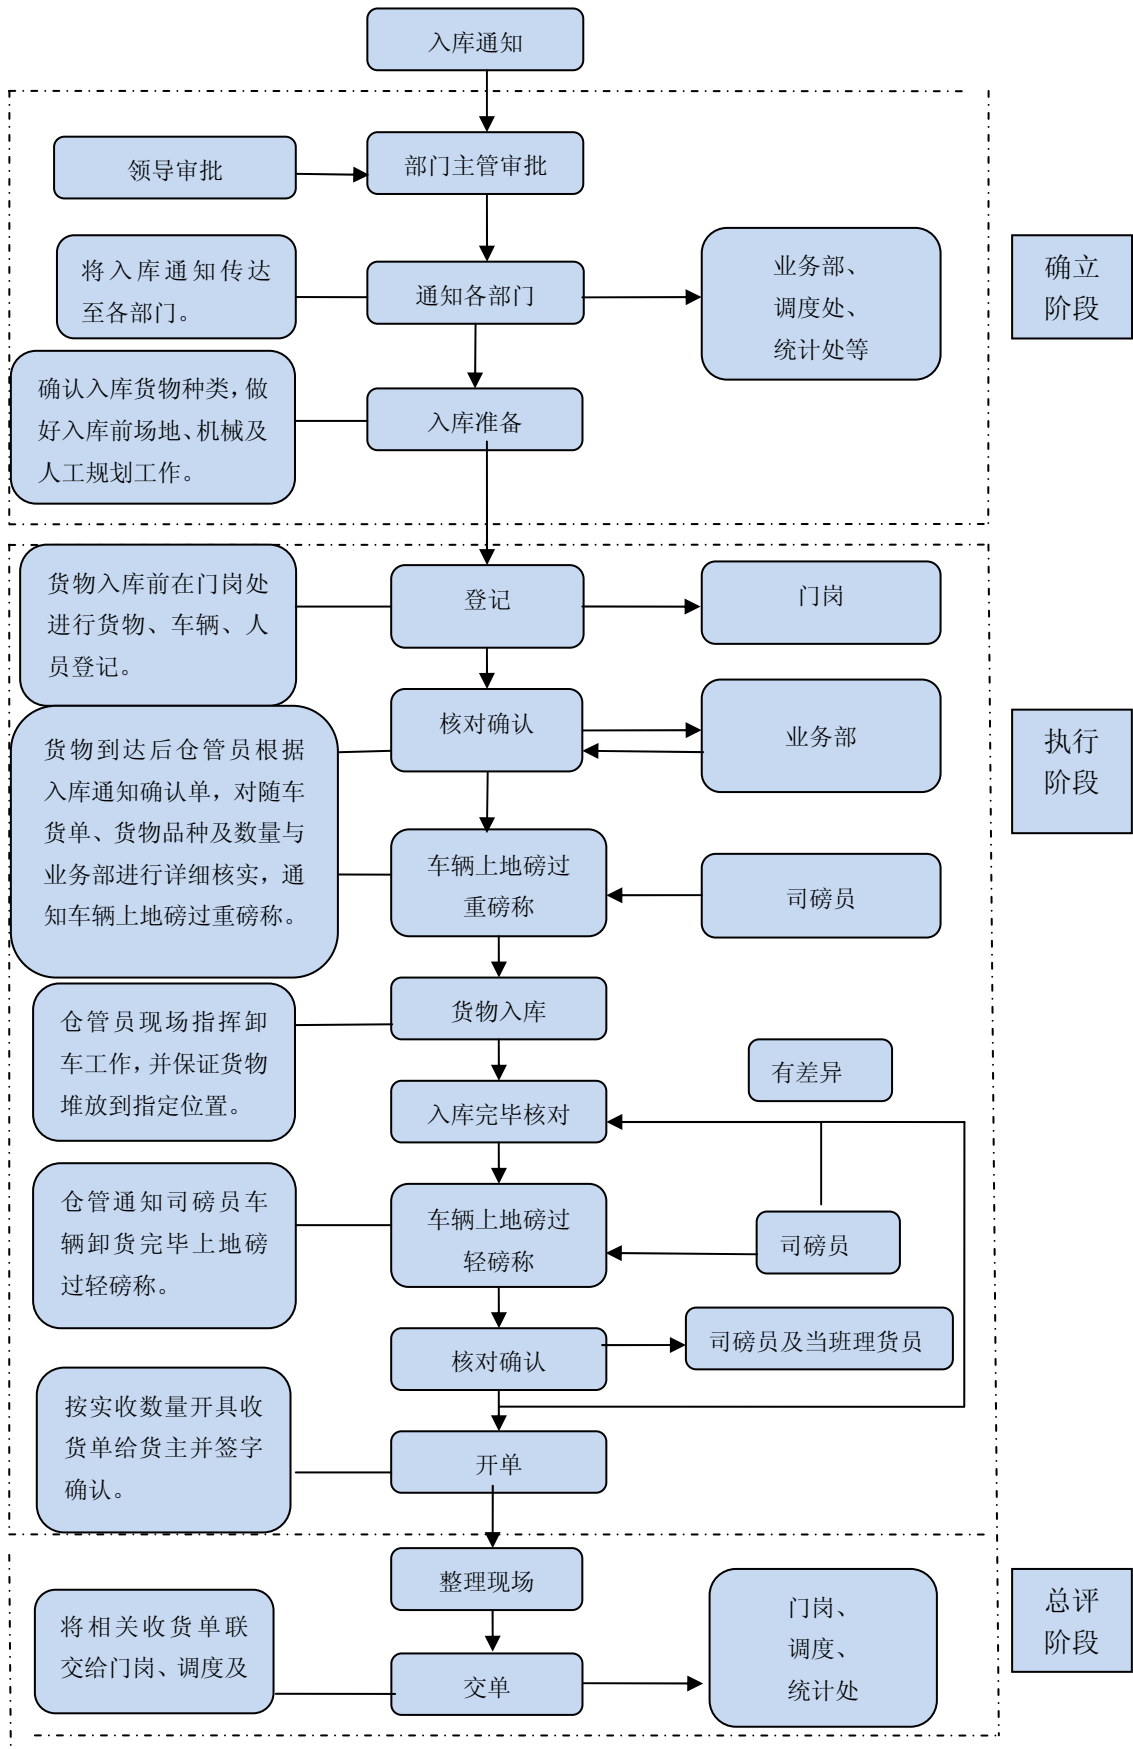 入库通知
领导审批
部门主管审批
将入库通知传达
至各部门。
通知各部门
业务部、
调度处、
统计处等
确立
阶段
确认入库货物种类，做
好入库前场地、机械及
人工规划工作。
入库准备
货物入库前在门岗处
进行货物、车辆、人
员登记。
登记
门岗
核对确认
业务部
执行
阶段
货物到达后仓管员根据
入库通知确认单，对随车
货单、货物品种及数量与
业务部进行详细核实，通
知车辆上地磅过重磅称。
车辆上地磅过
重磅称
司磅员
仓管员现场指挥卸
车工作，并保证货物
堆放到指定位置。
货物入库
有差异
入库完毕核对
仓管通知司磅员车
辆卸货完毕上地磅
过轻磅称。
车辆上地磅过
轻磅称
司磅员
核对确认
司磅员及当班理货员
按实收数量开具收
货单给货主并签字
确认。
开单
整理现场
总评
阶段
将相关收货单联
交给门岗、调度及
交单
门岗、
调度、
统计处